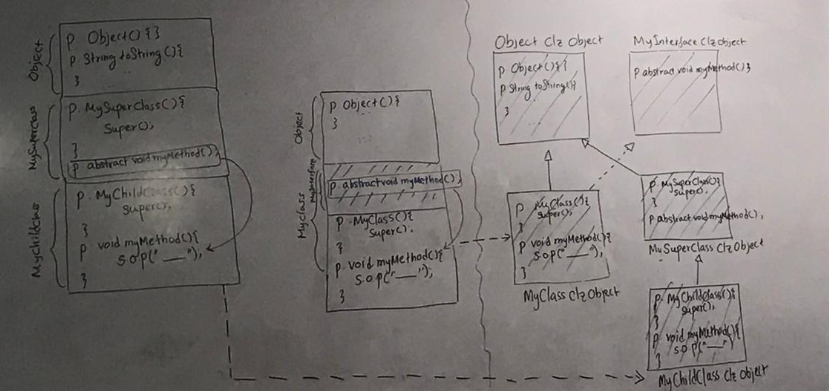 Object
p Object() { }
p String toString() {
...
}
MySuperClass
p. MySuperClass() {
super();
}
p abstract void myMethod();
MyChildClass
p. MyChildClass() {
super();
}
p void myMethod() {
S.O.P("___");
}
Object
p Object() {
}
...
MyClass
MyInterface
p. abstract void myMethod();
p. MyClass() {
super();
}
p. void myMethod() {
S.O.P("___");
}
Object Clz Object
p Object() { }
p String toString() {
}
MyInterface Clz Object
p abstract void myMethod();
p. MyClass() {
super();
}
p void myMethod() {
S.O.P("___");
}
MyClass Clz Object
p. MySuperClass() {
super();
}
p abstract void myMethod();
MySuperClass Clz Object
p. MyChildClass() {
super();
}
p void myMethod() {
S.O.P("___");
}
MyChildClass Clz Object